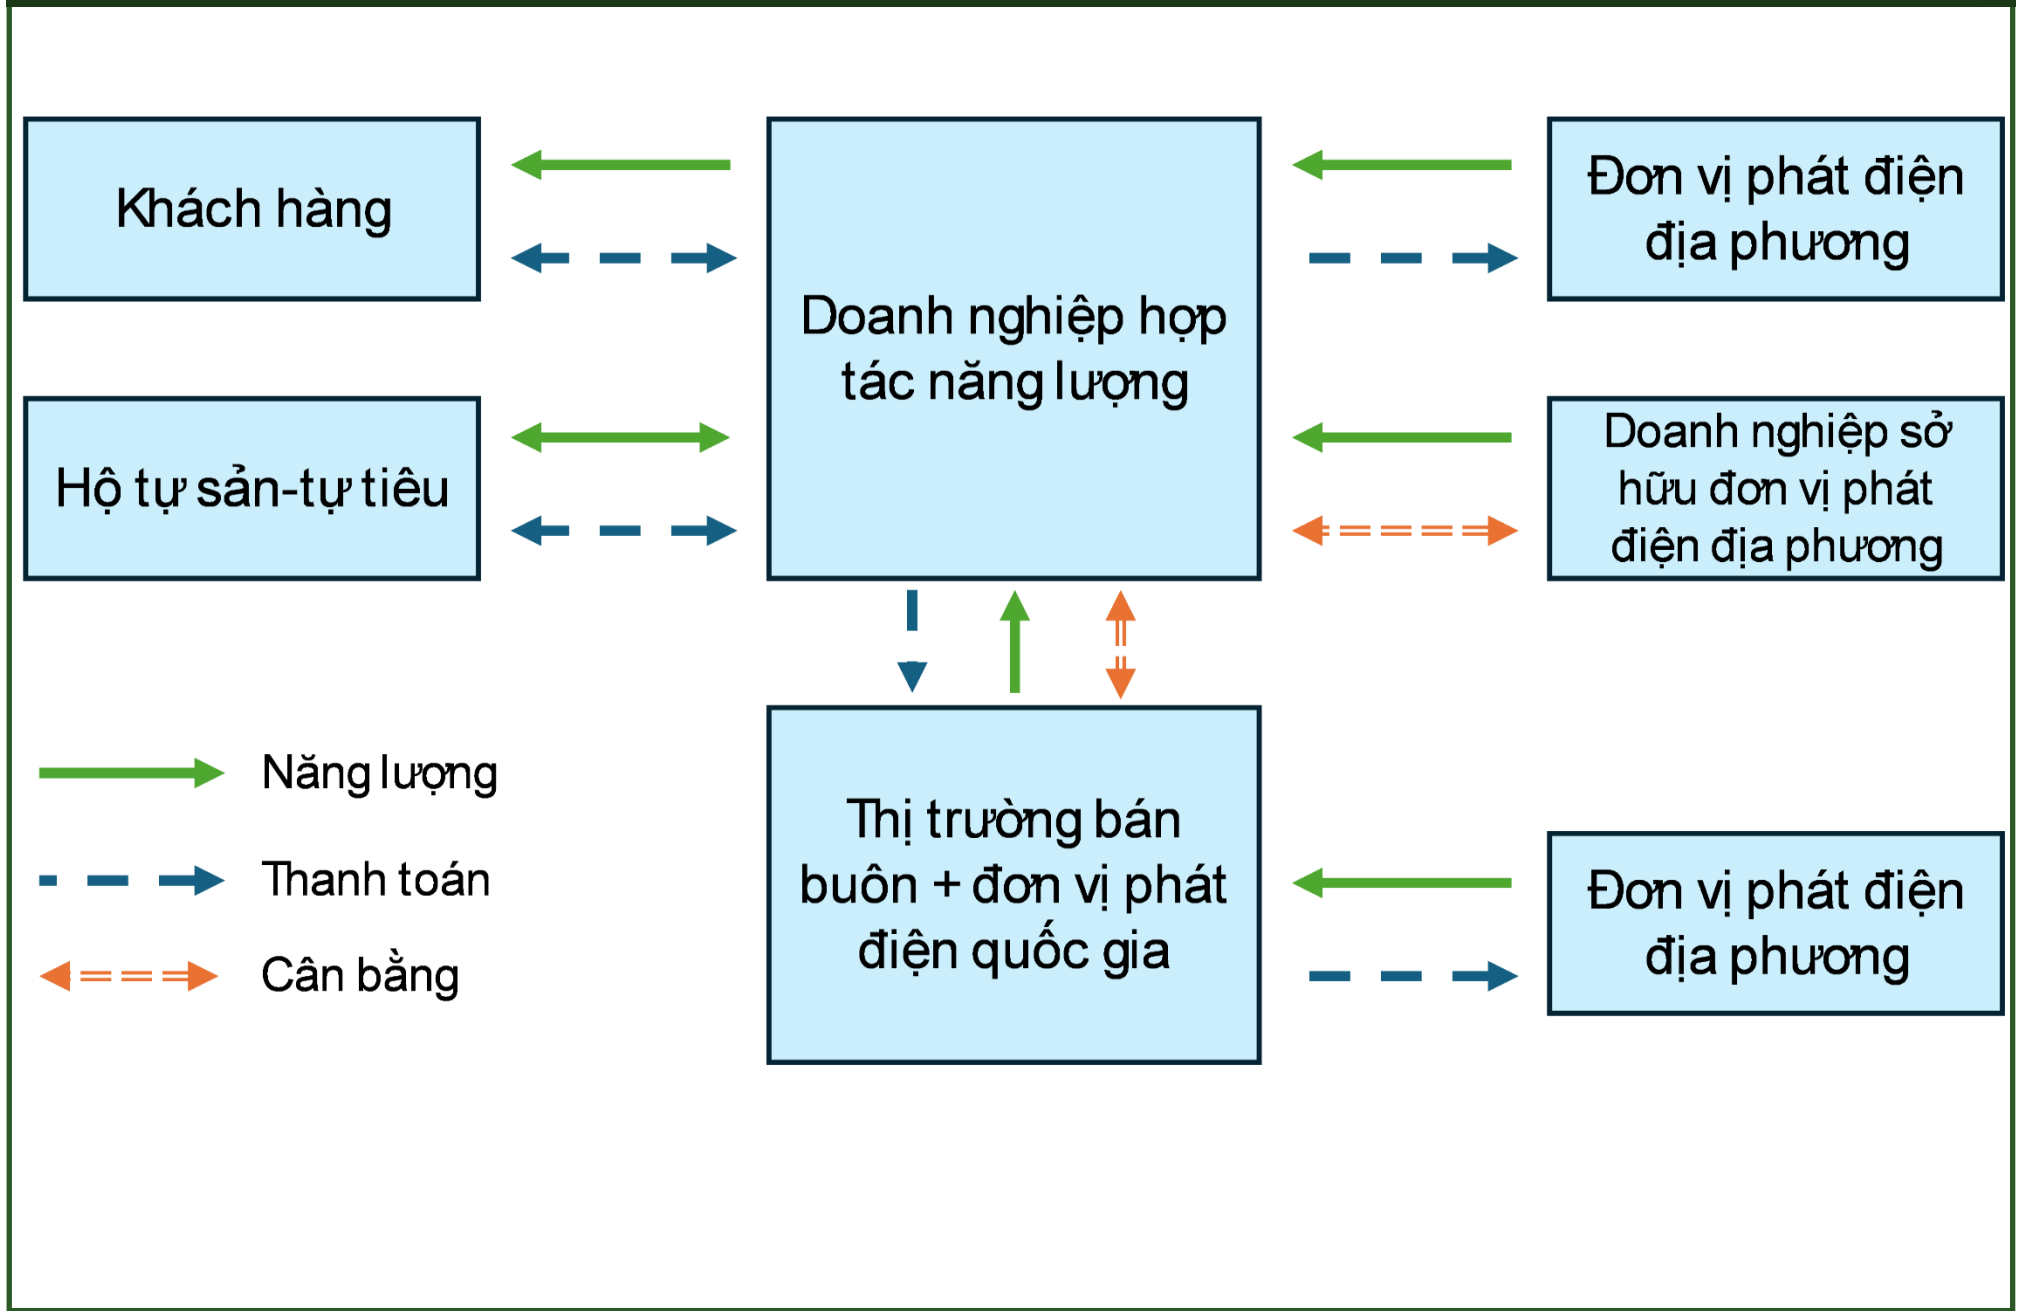 Khách hàng
Doanh nghiệp hợp
tác năng lượng
Đơn vị phát điện
địa phương
Hộ tự sản-tự tiêu
Doanh nghiệp sở
hữu đơn vị phát
điện địa phương
Năng lượng
Thanh toán
Cân bằng
Thị trường bán
buôn + đơn vị phát
điện quốc gia
Đơn vị phát điện
địa phương